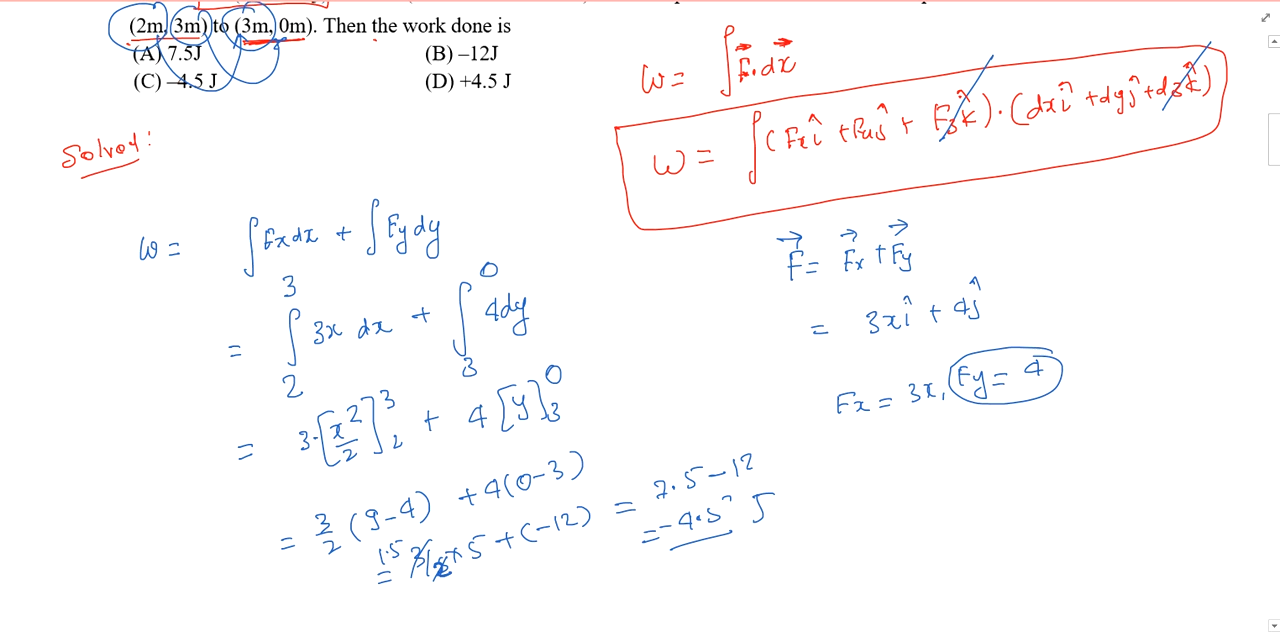 (2m, 3m) to (3m, 0m). Then the work done is
(A) 7.5J (B) –12J
(C) –4.5 J (D) +4.5 J
Solved:
W = ∫ F⃗. dx⃗
W = ∫ (Fx î + Fy ĵ + Fz k̂) . (dx î + dy ĵ + dz k̂)
W = ∫ Fx dx + ∫ Fy dy
= ∫₂³ 3x dx + ∫₃⁰ 4dy
= 3·[x²/2]₂³ + 4 [y]₃⁰
= 3/2 (9-4) + 4(0-3)
= 1.5 3/2 × 5 + (-12) = 7.5 - 12
= -4.5 J
F⃗ = F⃗x + F⃗y
= 3x î + 4 ĵ
Fx = 3x, Fy = 4